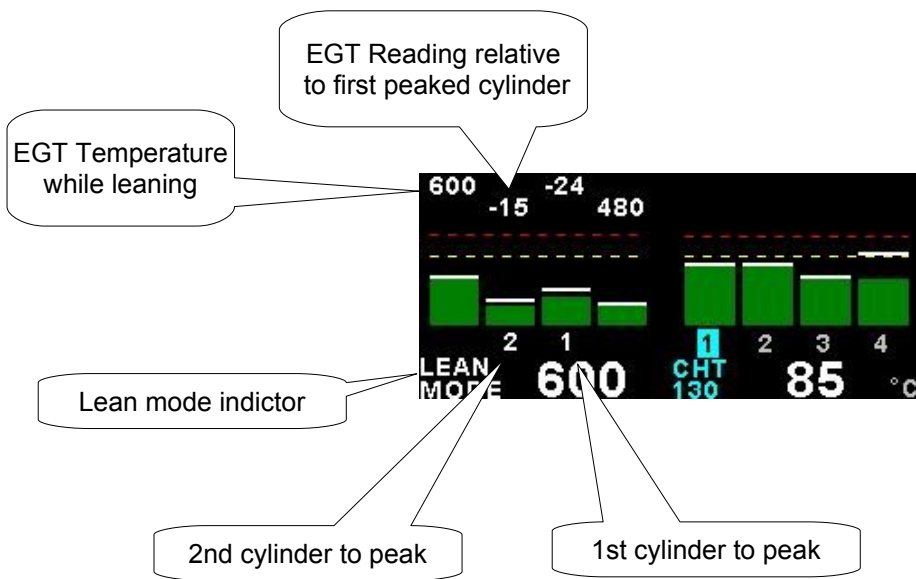 EGT Reading relative
to first peaked cylinder
EGT Temperature
while leaning
600 -24
-15 480
2 1
1 2 3 4
LEAN
MODE
600
CHT
130
85
°C
Lean mode indictor
2nd cylinder to peak
1st cylinder to peak